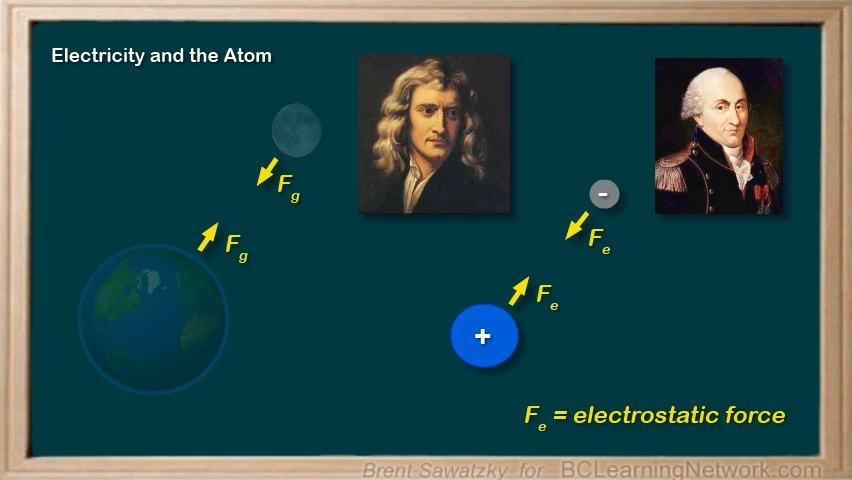 Electricity and the Atom
Fg
Fg
-
Fe
Fe
+
Fe = electrostatic force
Brent Sawatzky for BCLearningNetwork.com